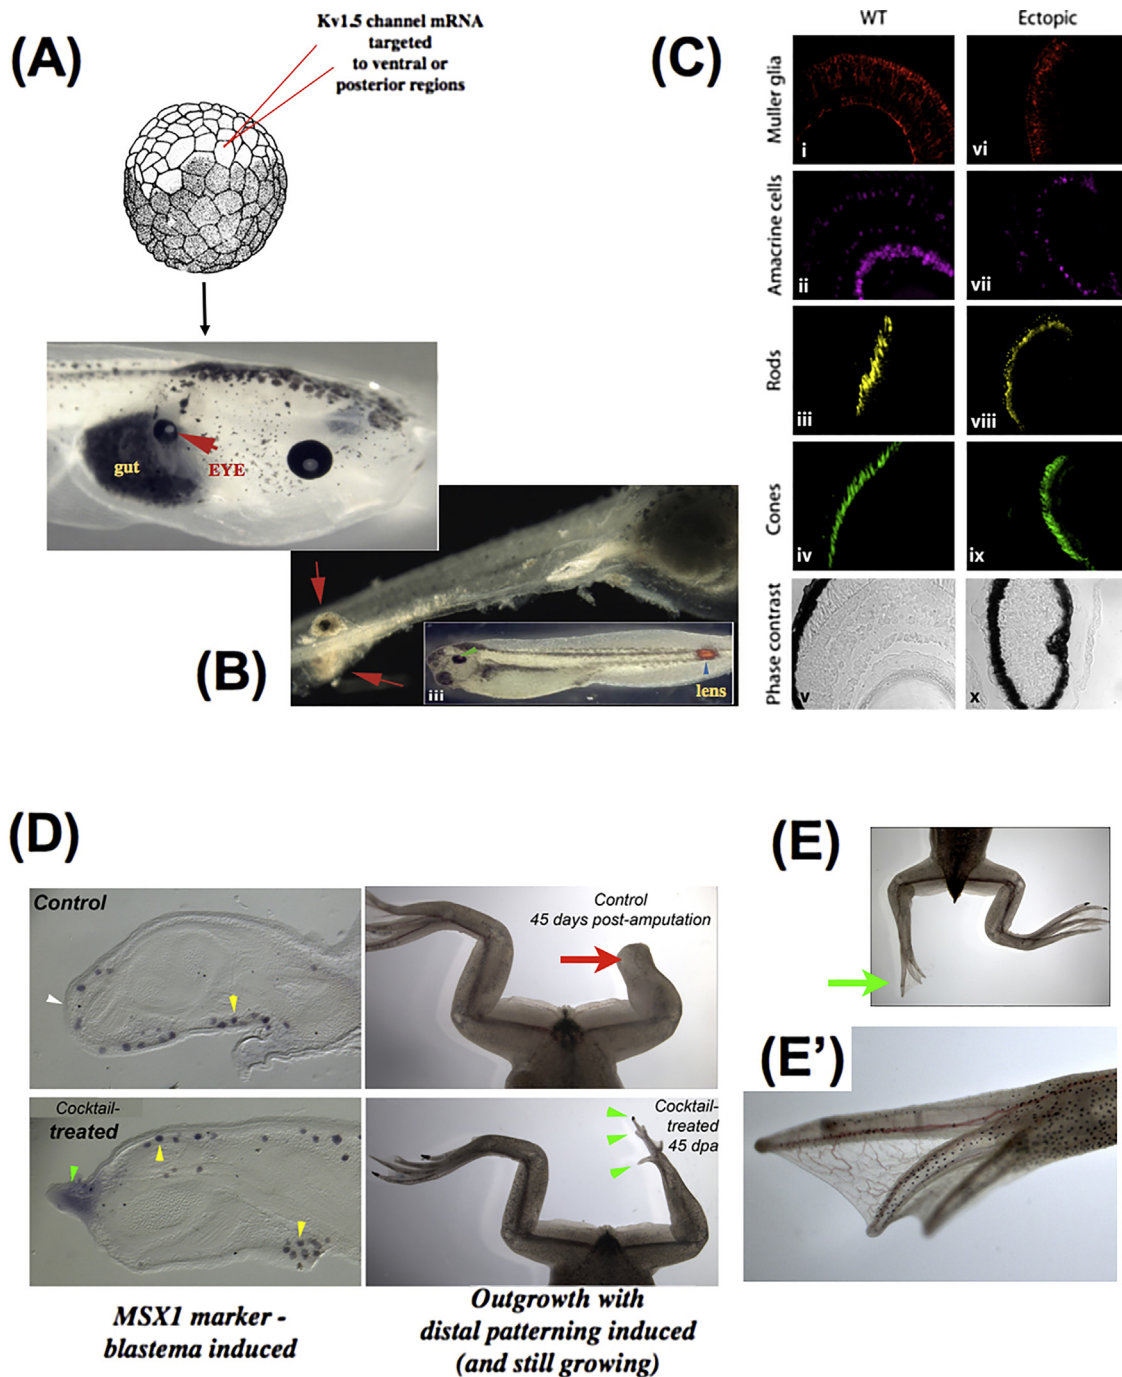 (A)
Kv1.5 channel mRNA
targeted
to ventral or
posterior regions
gut
EYE
(B)
iii
lens
(C)
WT
Ectopic
Muller glia
i
vi
Amacrine cells
ii
vii
Rods
iii
viii
Cones
iv
ix
Phase contrast
v
x
(D)
Control
Control
45 days post-amputation
Cocktail-
treated
Cocktail-
treated
45 dpa
MSX1 marker -
blastema induced
Outgrowth with
distal patterning induced
(and still growing)
(E)
(E’)